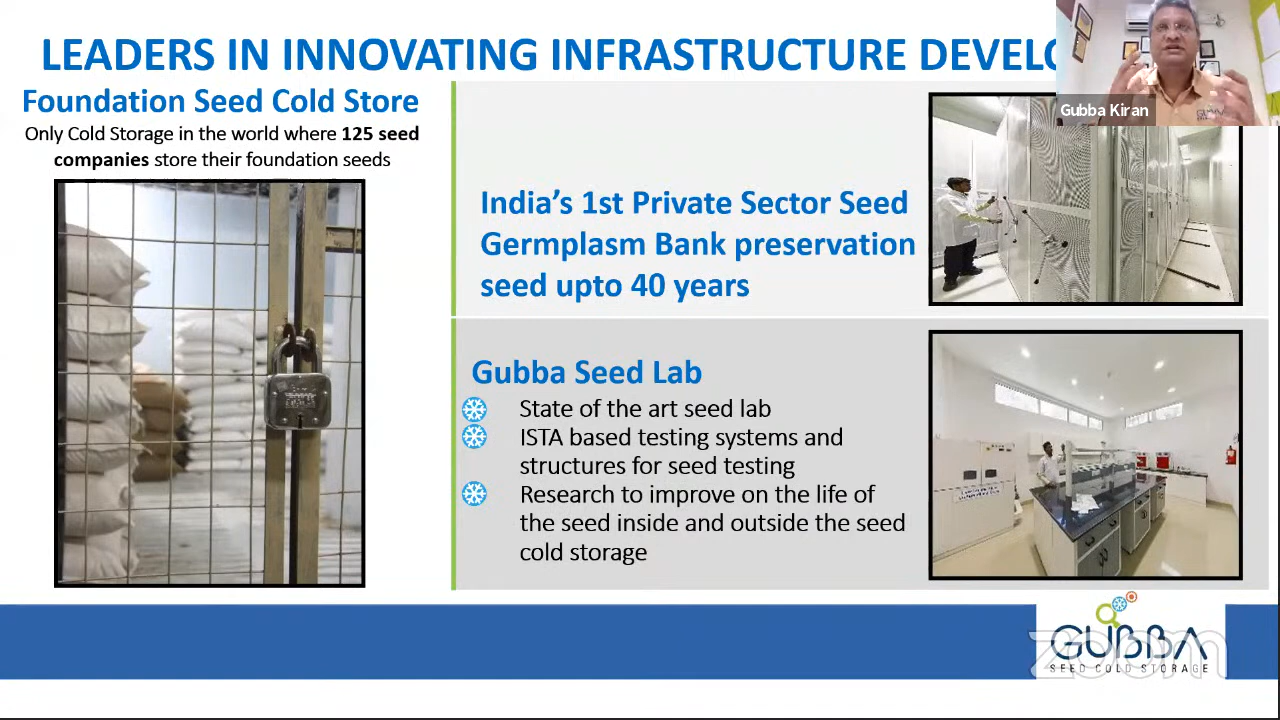 LEADERS IN INNOVATING INFRASTRUCTURE DEVELO
Foundation Seed Cold Store
Only Cold Storage in the world where 125 seed
companies store their foundation seeds
India's 1st Private Sector Seed
Germplasm Bank preservation
seed upto 40 years
Gubba Seed Lab
State of the art seed lab
ISTA based testing systems and
structures for seed testing
Research to improve on the life of
the seed inside and outside the seed
cold storage
Gubba Kiran
GUBBA
SEED COLD STORAGE
zoom